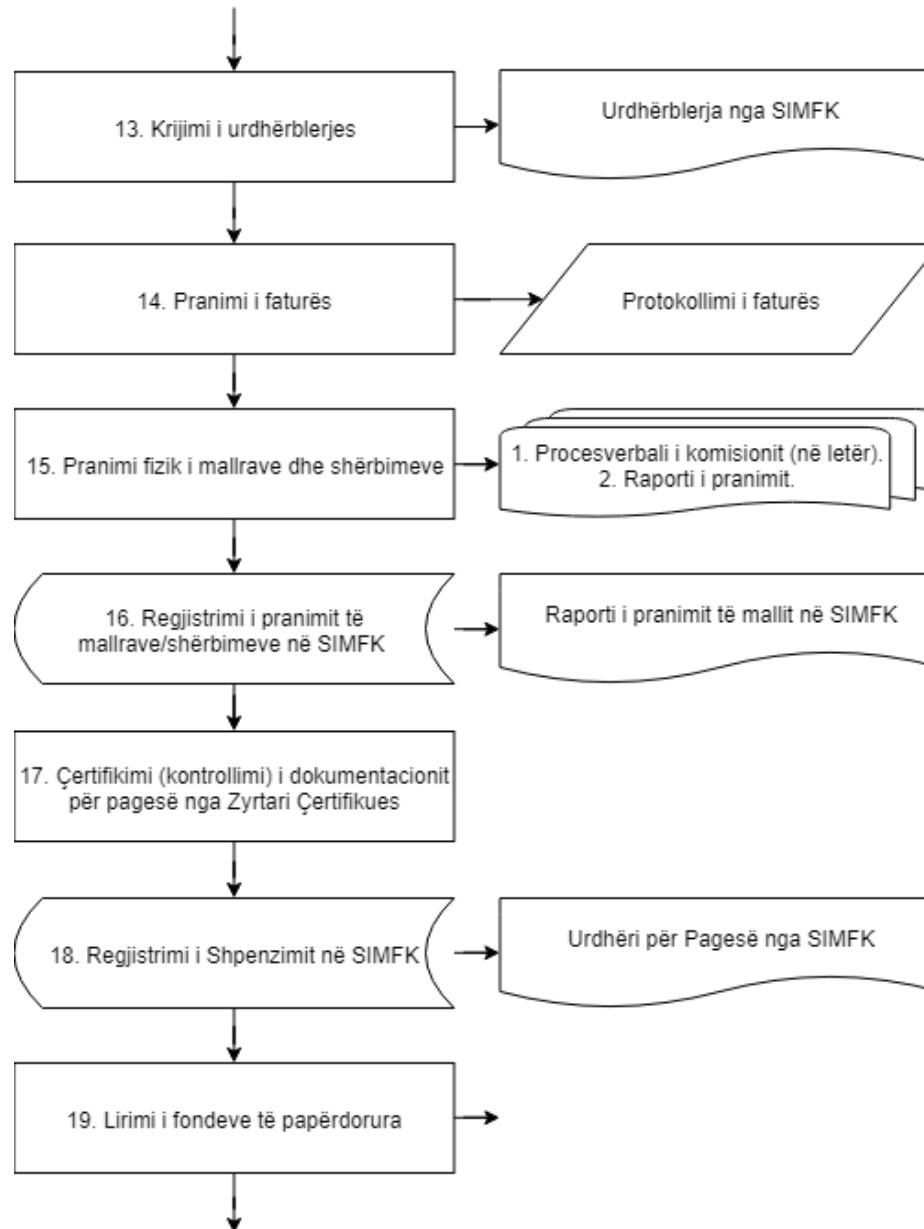 13. Krijimi i urdhërblerjes
Urdhërblerja nga SIMFK
14. Pranimi i faturës
Protokollimi i faturës
15. Pranimi fizik i mallrave dhe shërbimeve
1. Procesverbali i komisionit (në letër).
2. Raporti i pranimit.
16. Regjistrimi i pranimit të
mallrave/shërbimeve në SIMFK
Raporti i pranimit të mallit në SIMFK
17. Çertifikimi (kontrollimi) i dokumentacionit
për pagesë nga Zyrtari Çertifikues
18. Regjistrimi i Shpenzimit në SIMFK
Urdhëri për Pagesë nga SIMFK
19. Lirimi i fondeve të papërdorura